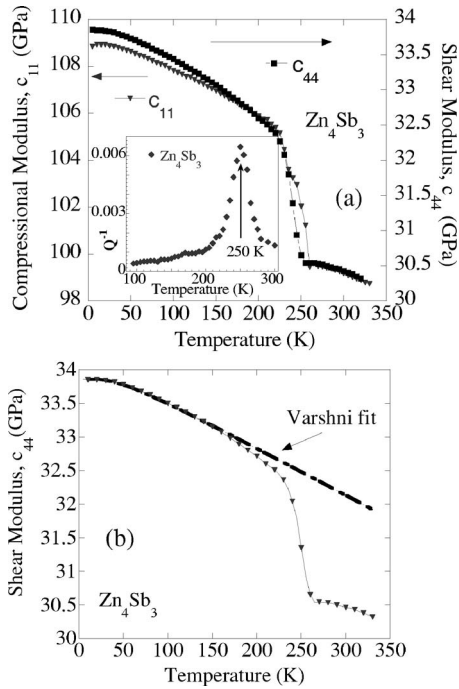 110
34
33.5
33
32.5
32
31.5
31
30.5
30
108
106
104
102
100
98
Compressional Modulus, c₁₁ (GPa)
Shear Modulus, c₄₄ (GPa)
C₄₄
C₁₁
Zn₄Sb₃
(a)
Zn₄Sb₃
0.006
0.003
0
Q⁻¹
250 K
100 150 200 250 300
Temperature (K)
0 50 100 150 200 250 300 350
Temperature (K)
34
33.5
33
32.5
32
31.5
31
30.5
30
Shear Modulus, c₄₄ (GPa)
Varshni fit
(b)
Zn₄Sb₃
0 50 100 150 200 250 300 350 400
Temperature (K)